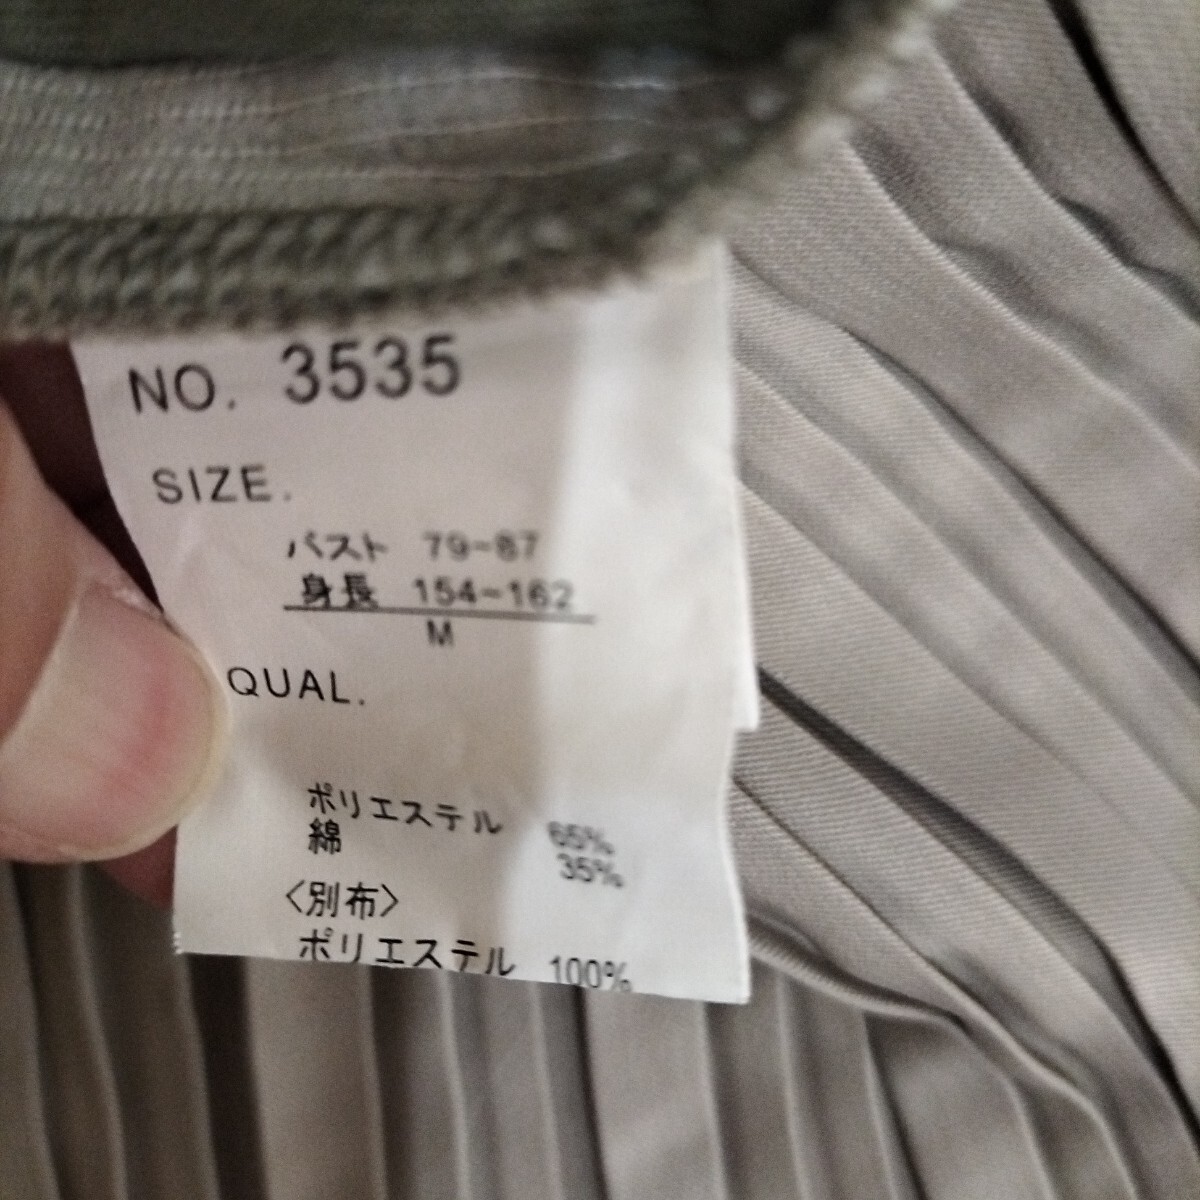 NO. 3535
SIZE.
バスト 79-87
身長 154-162
M
QUAL.
ポリエステル 65%
綿 35%
〈別布〉
ポリエステル 100%